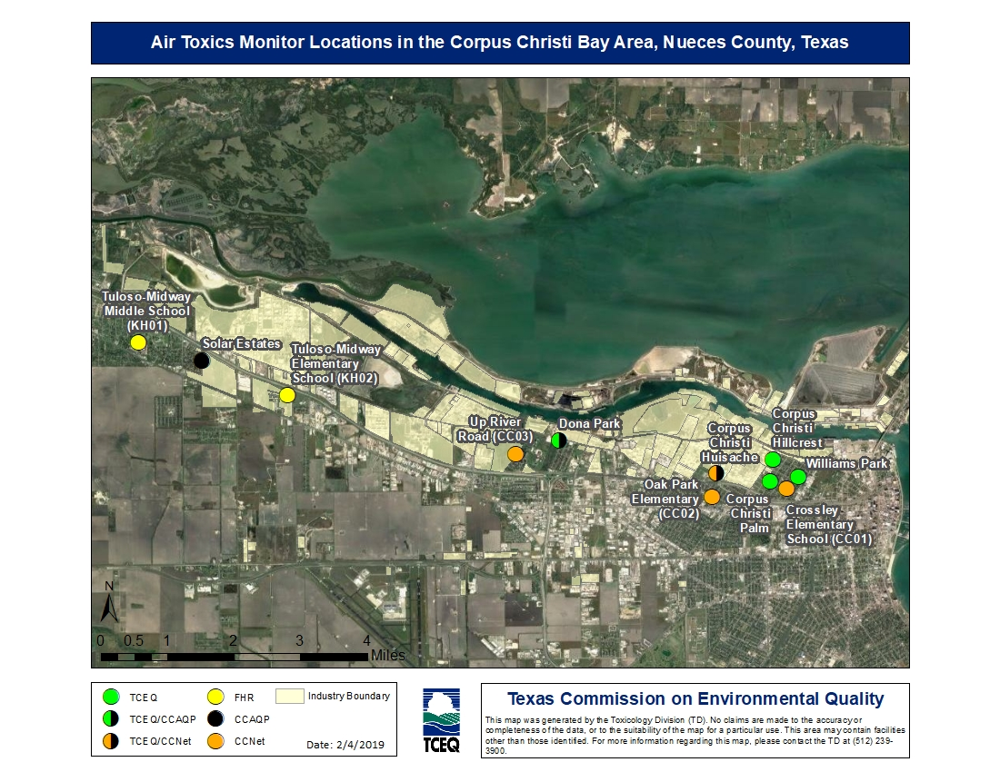 Air Toxics Monitor Locations in the Corpus Christi Bay Area, Nueces County, Texas
Tuloso-Midway
Middle School
(KH01)
Solar Estates
Tuloso-Midway
Elementary
School (KH02)
Up River
Road (CC03)
Dona Park
Corpus
Christi
Huisache
Corpus
Christi
Hillcrest
Williams Park
Oak Park
Elementary
(CC02)
Corpus
Christi
Palm
Crossley
Elementary
School (CC01)
N
0 0.5 1 2 3 4
Miles
TCEQ
FHR
Industry Boundary
TCEQ/CCAQP
CCAQP
TCEQ/CCNet
CCNet
Date: 2/4/2019
TCEQ
Texas Commission on Environmental Quality
This map was generated by the Toxicology Division (TD). No claims are made to the accuracy or
completeness of the data, or to the suitability of the map for a particular use. This area may contain facilities
other than those identified. For more information regarding this map, please contact the TD at (512) 239-
3900.